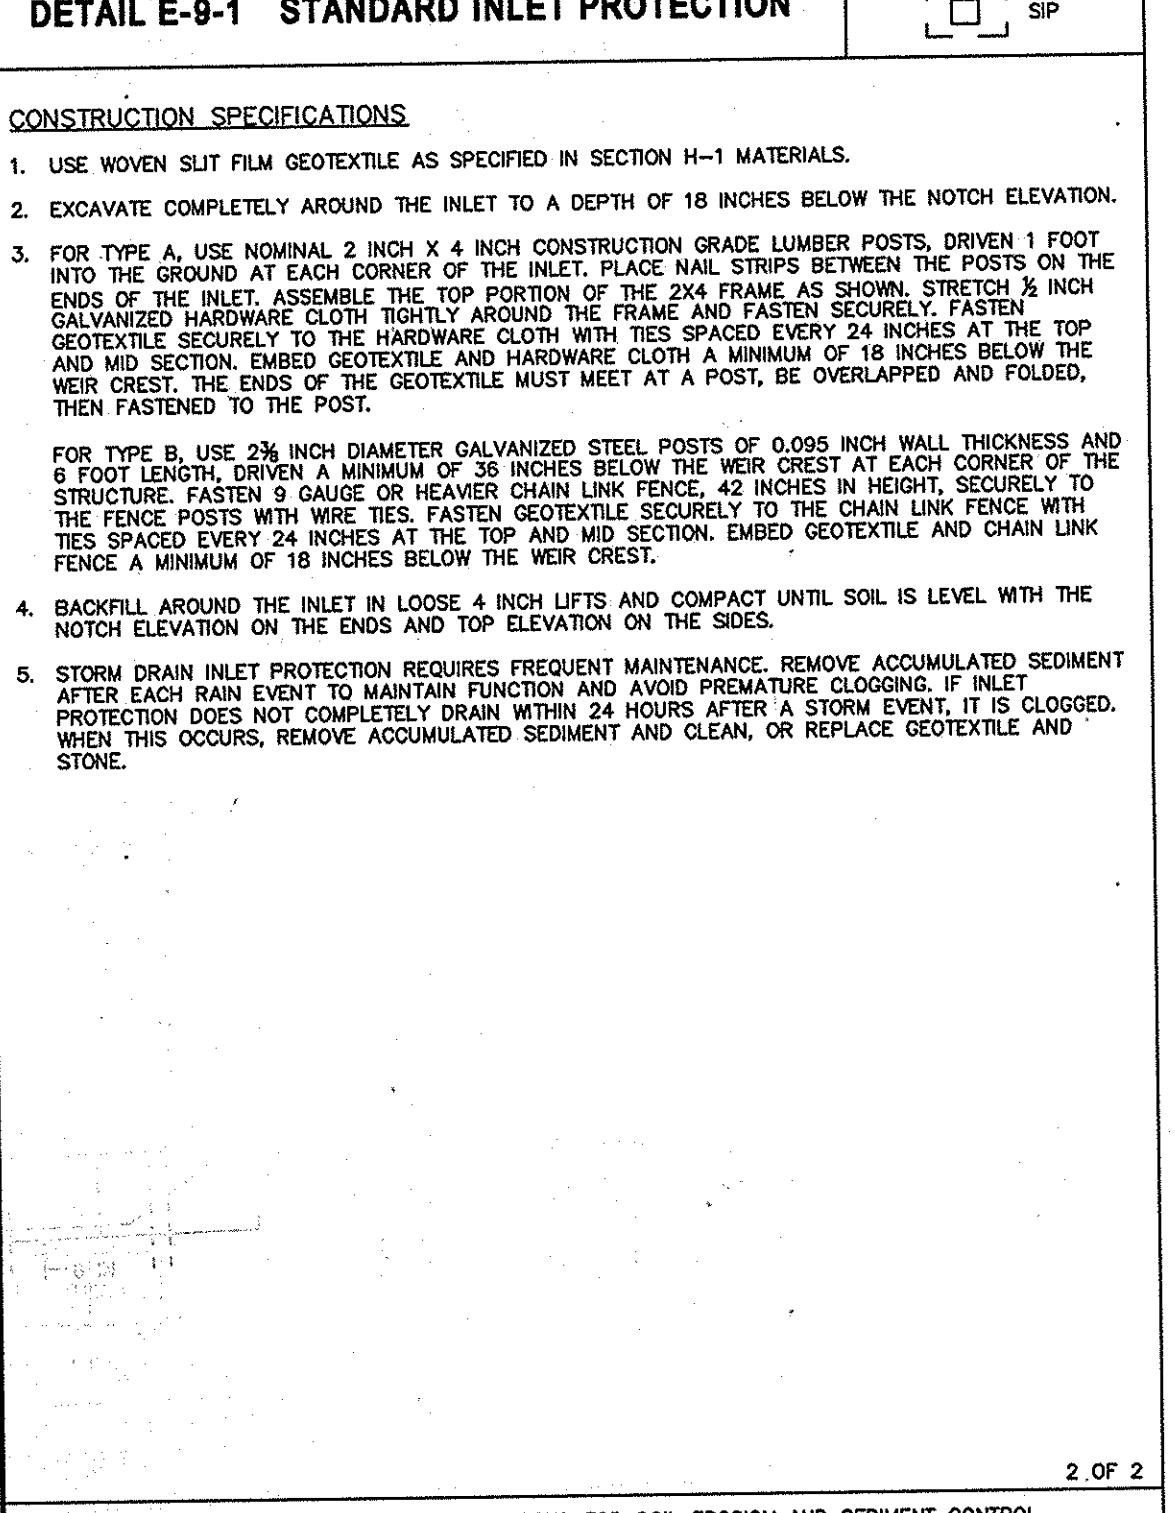 DETAIL E-9-1 STANDARD INLET PROTECTION
SIP
CONSTRUCTION SPECIFICATIONS
1. USE WOVEN SLIT FILM GEOTEXTILE AS SPECIFIED IN SECTION H-1 MATERIALS.
2. EXCAVATE COMPLETELY AROUND THE INLET TO A DEPTH OF 18 INCHES BELOW THE NOTCH ELEVATION.
3. FOR TYPE A, USE NOMINAL 2 INCH X 4 INCH CONSTRUCTION GRADE LUMBER POSTS, DRIVEN 1 FOOT
INTO THE GROUND AT EACH CORNER OF THE INLET. PLACE NAIL STRIPS BETWEEN THE POSTS ON THE
ENDS OF THE INLET. ASSEMBLE THE TOP PORTION OF THE 2X4 FRAME AS SHOWN. STRETCH ½ INCH
GALVANIZED HARDWARE CLOTH TIGHTLY AROUND THE FRAME AND FASTEN SECURELY. FASTEN
GEOTEXTILE SECURELY TO THE HARDWARE CLOTH WITH TIES SPACED EVERY 24 INCHES AT THE TOP
AND MID SECTION. EMBED GEOTEXTILE AND HARDWARE CLOTH A MINIMUM OF 18 INCHES BELOW THE
WEIR CREST. THE ENDS OF THE GEOTEXTILE MUST MEET AT A POST, BE OVERLAPPED AND FOLDED,
THEN FASTENED TO THE POST.
FOR TYPE B, USE 2⅜ INCH DIAMETER GALVANIZED STEEL POSTS OF 0.095 INCH WALL THICKNESS AND
6 FOOT LENGTH, DRIVEN A MINIMUM OF 36 INCHES BELOW THE WEIR CREST AT EACH CORNER OF THE
STRUCTURE. FASTEN 9 GAUGE OR HEAVIER CHAIN LINK FENCE, 42 INCHES IN HEIGHT, SECURELY TO
THE FENCE POSTS WITH WIRE TIES. FASTEN GEOTEXTILE SECURELY TO THE CHAIN LINK FENCE WITH
TIES SPACED EVERY 24 INCHES AT THE TOP AND MID SECTION. EMBED GEOTEXTILE AND CHAIN LINK
FENCE A MINIMUM OF 18 INCHES BELOW THE WEIR CREST.
4. BACKFILL AROUND THE INLET IN LOOSE 4 INCH LIFTS AND COMPACT UNTIL SOIL IS LEVEL WITH THE
NOTCH ELEVATION ON THE ENDS AND TOP ELEVATION ON THE SIDES.
5. STORM DRAIN INLET PROTECTION REQUIRES FREQUENT MAINTENANCE. REMOVE ACCUMULATED SEDIMENT
AFTER EACH RAIN EVENT TO MAINTAIN FUNCTION AND AVOID PREMATURE CLOGGING. IF INLET
PROTECTION DOES NOT COMPLETELY DRAIN WITHIN 24 HOURS AFTER A STORM EVENT, IT IS CLOGGED.
WHEN THIS OCCURS, REMOVE ACCUMULATED SEDIMENT AND CLEAN, OR REPLACE GEOTEXTILE AND
STONE.
2 OF 2
FOR SOIL EROSION AND SEDIMENT CONTROL